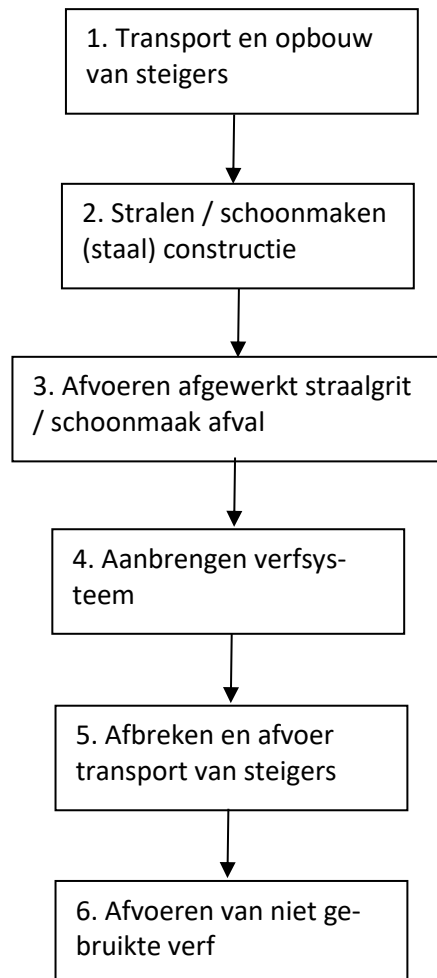 1. Transport en opbouw
van steigers
2. Stralen / schoonmaken
(staal) constructie
3. Afvoeren afgewerkt straalgrit
/ schoonmaak afval
4. Aanbrengen verfsys-
teem
5. Afbreken en afvoer
transport van steigers
6. Afvoeren van niet ge-
bruikte verf